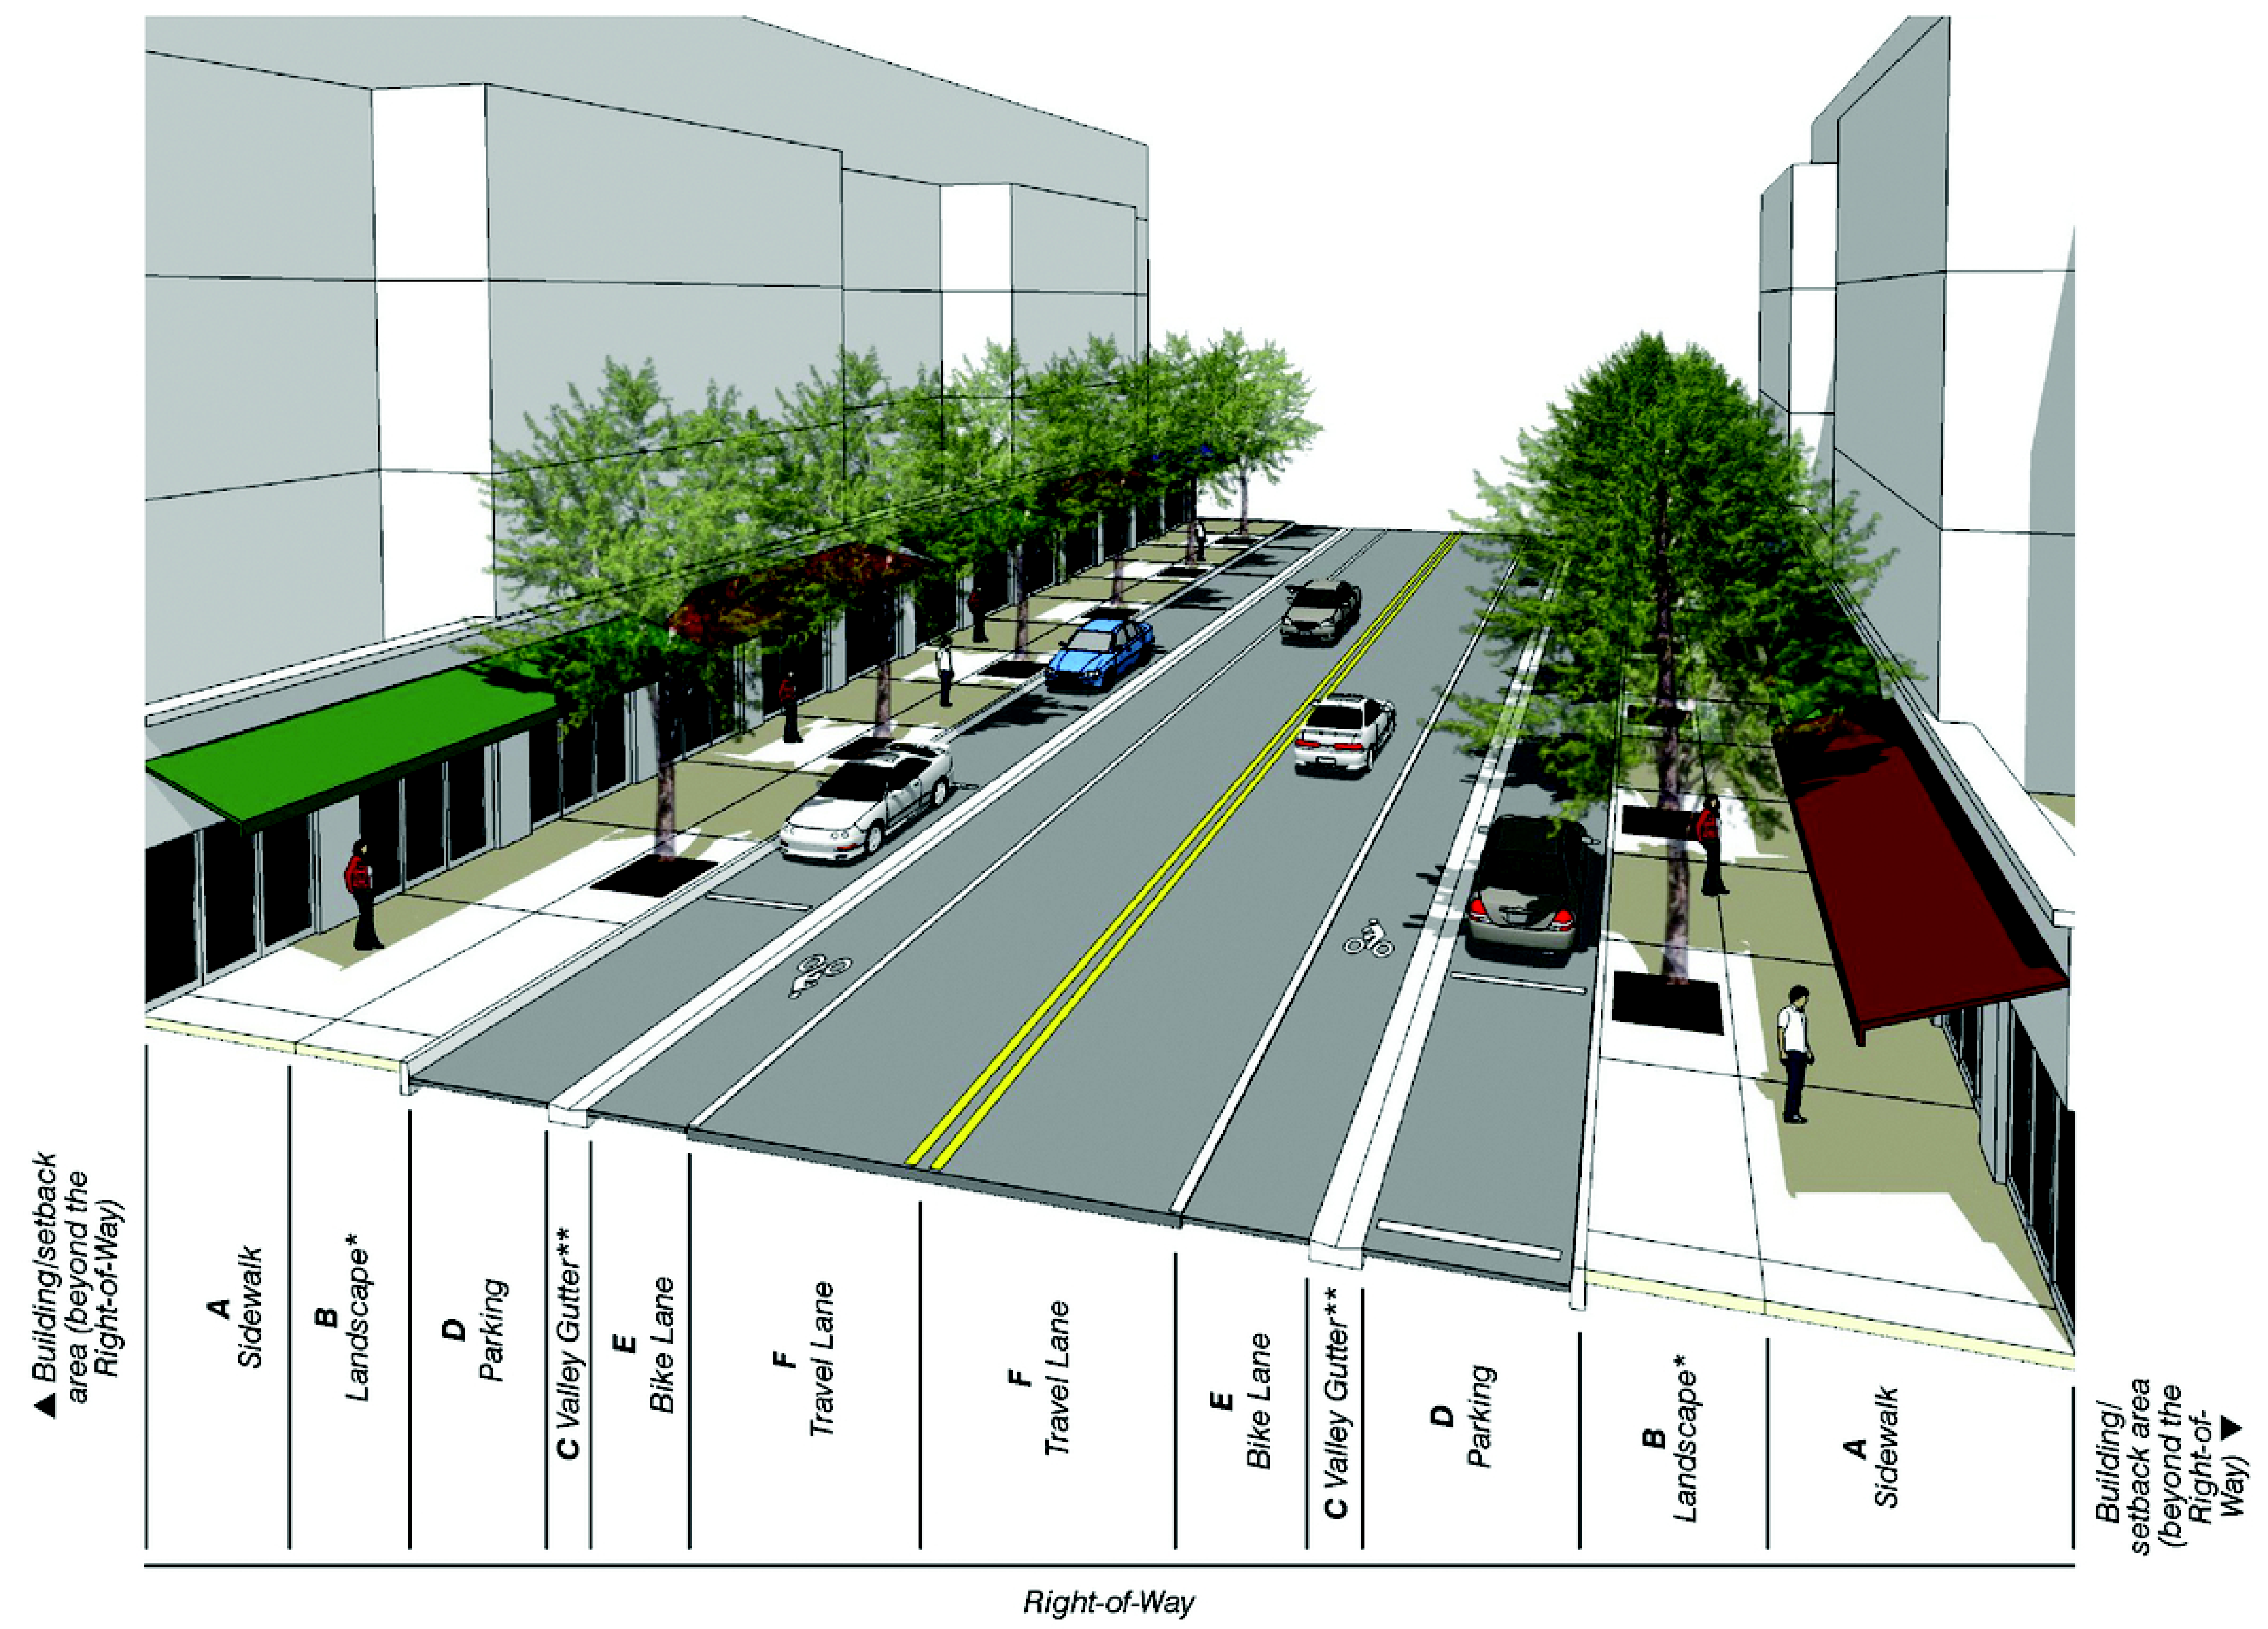 ▲ Building/setback
area (beyond the
Right-of-Way)
A
Sidewalk
B
Landscape*
D
Parking
C Valley Gutter**
E
Bike Lane
F
Travel Lane
F
Travel Lane
E
Bike Lane
C Valley Gutter**
D
Parking
B
Landscape*
A
Sidewalk
Building/
setback area
(beyond the
Right-of-
Way) ▼
Right-of-Way